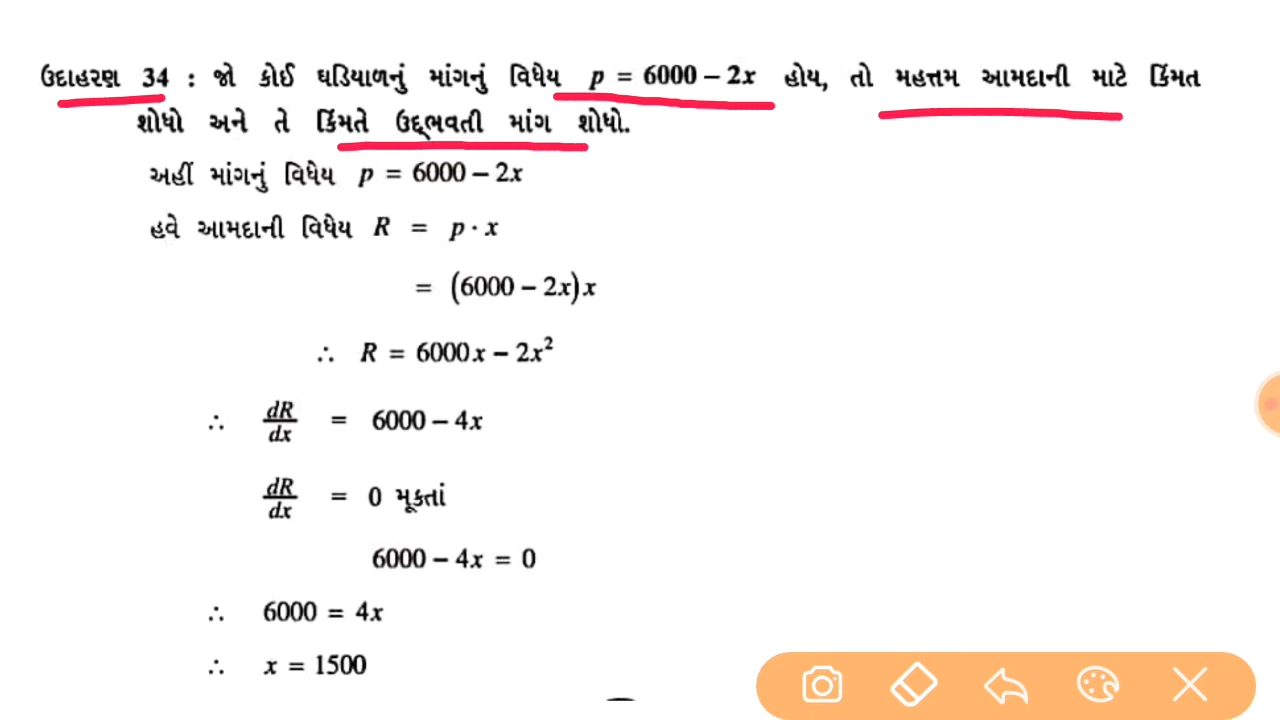 ઉદાહરણ 34 : જો કોઈ ઘડિયાળનું માંગનું વિધેય p = 6000 – 2x હોય, તો મહત્તમ આમદાની માટે કિંમત
શોધો અને તે કિંમતે ઉદ્ભવતી માંગ શોધો.
અહીં માંગનું વિધેય p = 6000 – 2x
હવે આમદાની વિધેય R = p · x
= (6000 – 2x)x
∴ R = 6000x – 2x²
∴ dR/dx = 6000 – 4x
dR/dx = 0 મૂકતાં
6000 – 4x = 0
∴ 6000 = 4x
∴ x = 1500